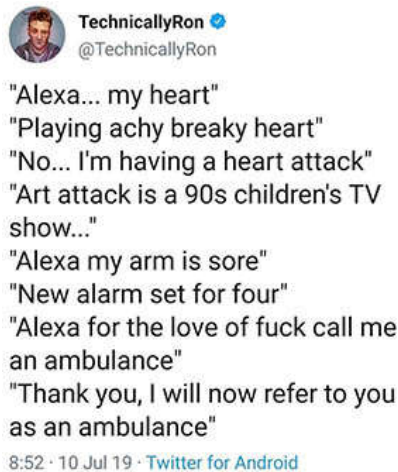 TechnicallyRon
@TechnicallyRon
"Alexa... my heart"
"Playing achy breaky heart"
"No... I'm having a heart attack"
"Art attack is a 90s children's TV
show..."
"Alexa my arm is sore"
"New alarm set for four"
"Alexa for the love of fuck call me
an ambulance"
"Thank you, I will now refer to you
as an ambulance"
8:52 · 10 Jul 19 · Twitter for Android